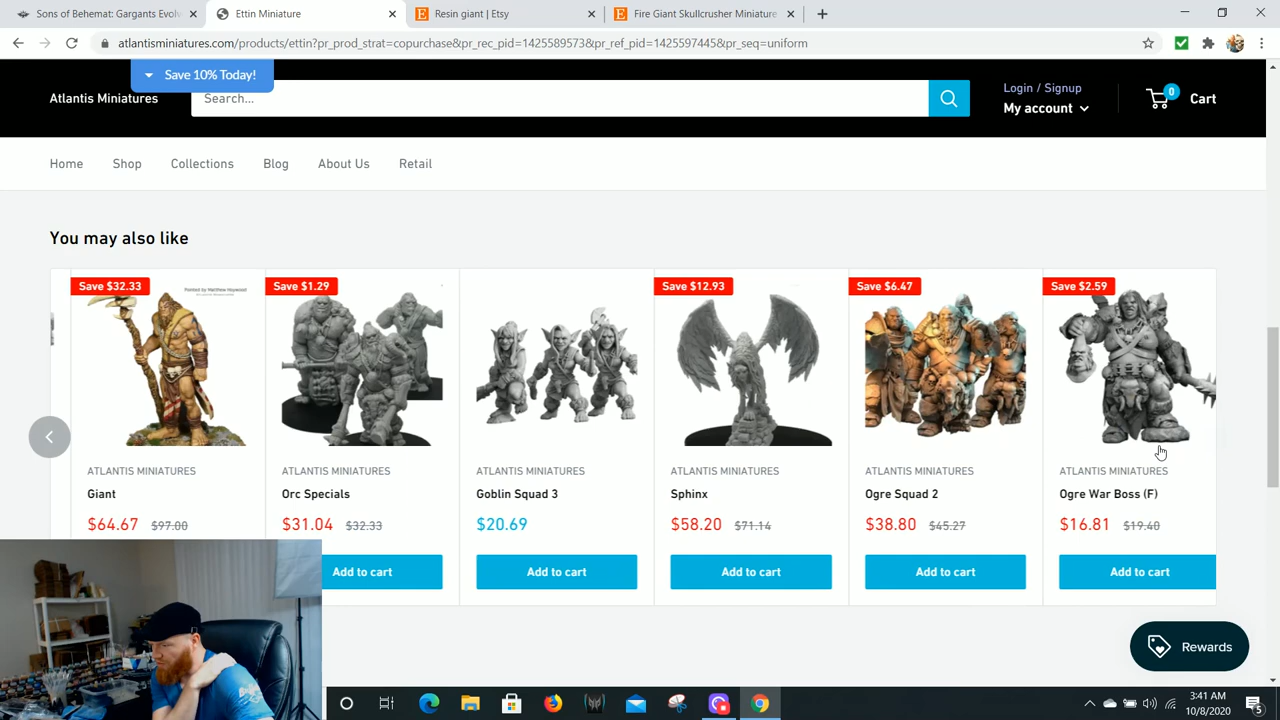 Sons of Behemat: Gargants Evolv
Ettin Miniature
Resin giant | Etsy
Fire Giant Skullcrusher Miniature
atlantisminiatures.com/products/ettin?pr_prod_strat=copurchase&pr_rec_pid=1425589573&pr_ref_pid=1425597445&pr_seq=uniform
Save 10% Today!
Atlantis Miniatures
Search...
Login / Signup
My account
0
Cart
Home
Shop
Collections
Blog
About Us
Retail
You may also like
Save $32.33
Save $1.29
Save $12.93
Save $6.47
Save $2.59
Painted by Matthew Haywood
ATLANTIS MINIATURES
ATLANTIS MINIATURES
ATLANTIS MINIATURES
ATLANTIS MINIATURES
ATLANTIS MINIATURES
ATLANTIS MINIATURES
Giant
Orc Specials
Goblin Squad 3
Sphinx
Ogre Squad 2
Ogre War Boss (F)
$64.67 $97.00
$31.04 $32.33
$20.69
$58.20 $71.14
$38.80 $45.27
$16.81 $19.40
Add to cart
Add to cart
Add to cart
Add to cart
Add to cart
Rewards
3:41 AM
10/8/2020
5